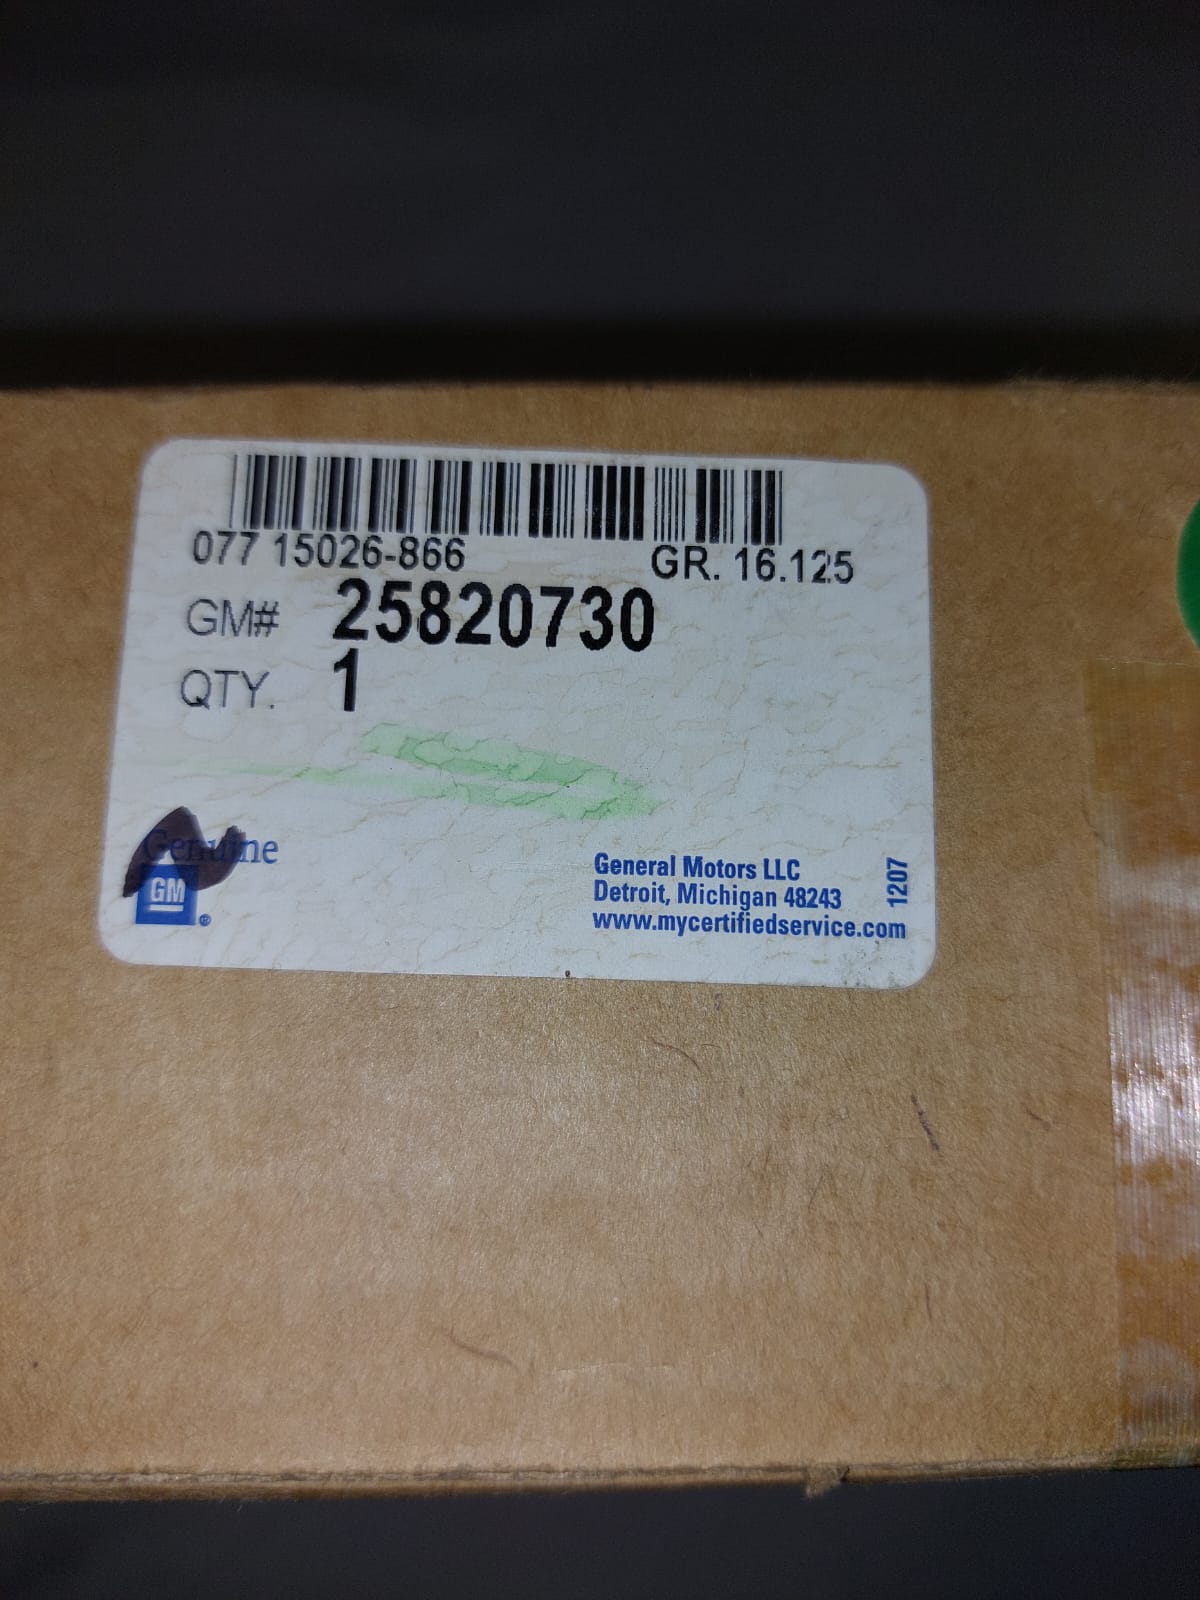 077 15026-866 GR. 16.125
GM# 25820730
QTY. 1
Genuine
GM ®
General Motors LLC
Detroit, Michigan 48243
www.mycertifiedservice.com
1207